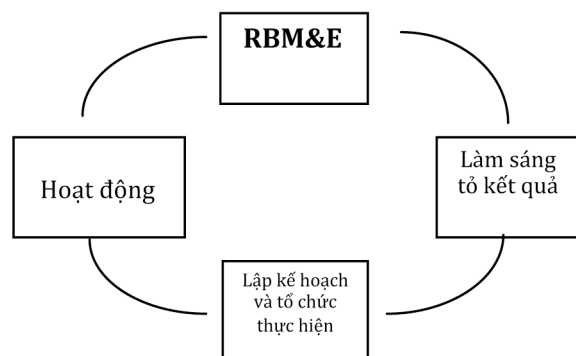 RBM&E
Hoạt động
Làm sáng
tỏ kết quả
Lập kế hoạch
và tổ chức
thực hiện